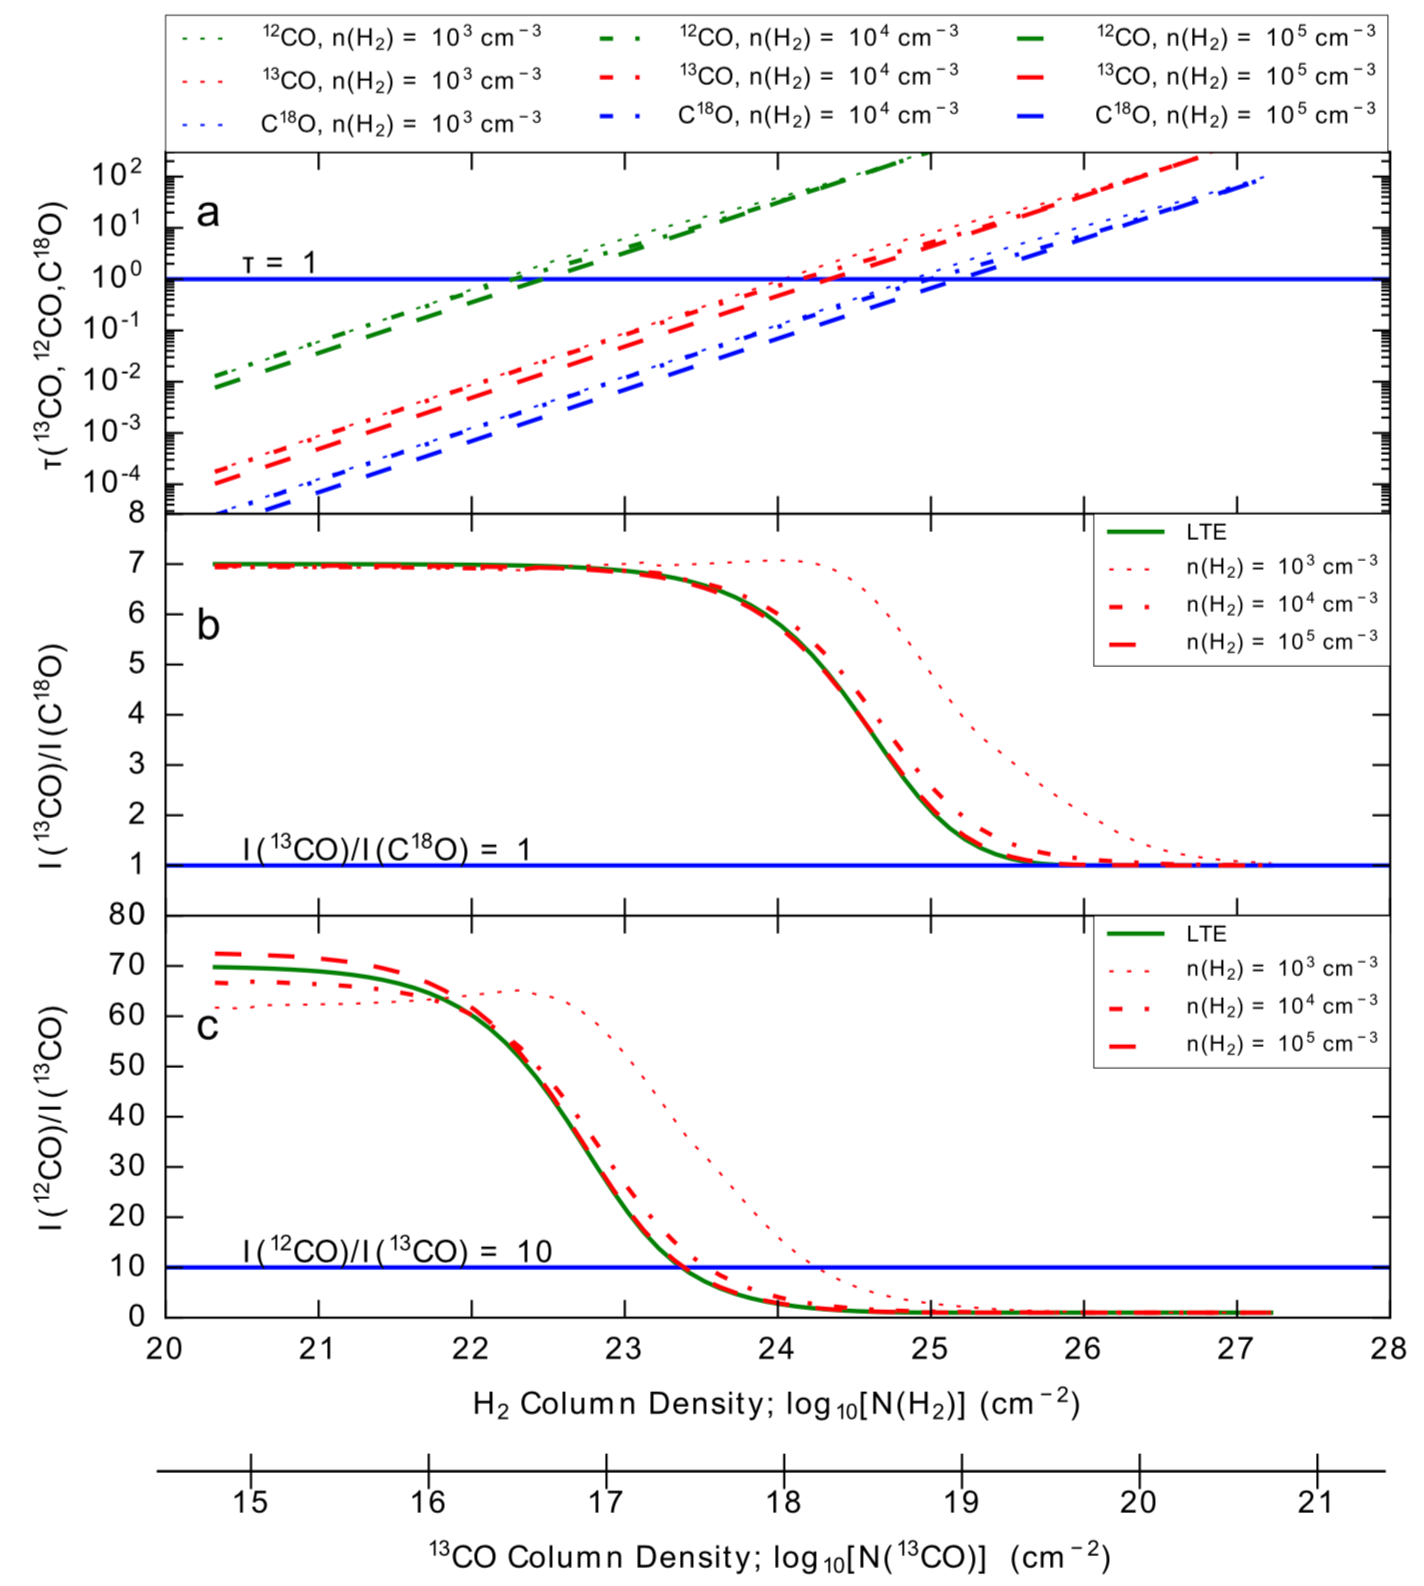 ¹²CO, n(H₂) = 10³ cm⁻³ ¹²CO, n(H₂) = 10⁴ cm⁻³ ¹²CO, n(H₂) = 10⁵ cm⁻³
¹³CO, n(H₂) = 10³ cm⁻³ ¹³CO, n(H₂) = 10⁴ cm⁻³ ¹³CO, n(H₂) = 10⁵ cm⁻³
C¹⁸O, n(H₂) = 10³ cm⁻³ C¹⁸O, n(H₂) = 10⁴ cm⁻³ C¹⁸O, n(H₂) = 10⁵ cm⁻³
τ(¹³CO, ¹²CO, C¹⁸O)
10²
10¹
10⁰
10⁻¹
10⁻²
10⁻³
10⁻⁴
a
τ = 1
I(¹³CO)/I(C¹⁸O)
8
7
6
5
4
3
2
1
b
I(¹³CO)/I(C¹⁸O) = 1
LTE
n(H₂) = 10³ cm⁻³
n(H₂) = 10⁴ cm⁻³
n(H₂) = 10⁵ cm⁻³
I(¹²CO)/I(¹³CO)
80
70
60
50
40
30
20
10
0
c
I(¹²CO)/I(¹³CO) = 10
LTE
n(H₂) = 10³ cm⁻³
n(H₂) = 10⁴ cm⁻³
n(H₂) = 10⁵ cm⁻³
20 21 22 23 24 25 26 27 28
H₂ Column Density; log₁₀[N(H₂)] (cm⁻²)
15 16 17 18 19 20 21
¹³CO Column Density; log₁₀[N(¹³CO)] (cm⁻²)